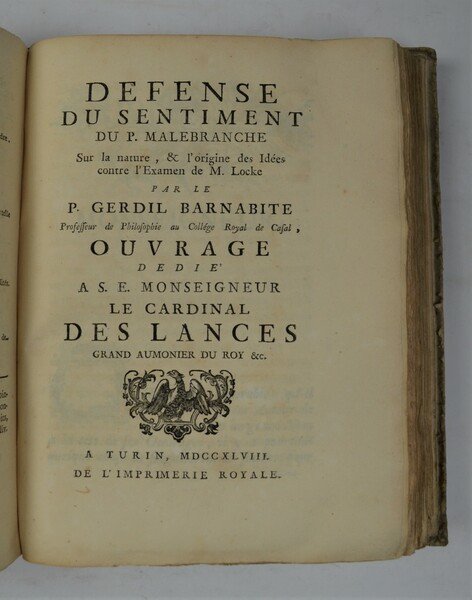 DEFENSE
DU SENTIMENT
DU P. MALEBRANCHE
Sur la nature, & l'origine des Idées
contre l'Examen de M. Locke
PAR LE
P. GERDIL BARNABITE
Professeur de Philosophie au Collége Royal de Casal,
OUVRAGE
DEDIE'
A S. E. MONSEIGNEUR
LE CARDINAL
DES LANCES
GRAND AUMONIER DU ROY &c.
A TURIN, MDCCXLVIII.
DE L'IMPRIMERIE ROYALE.